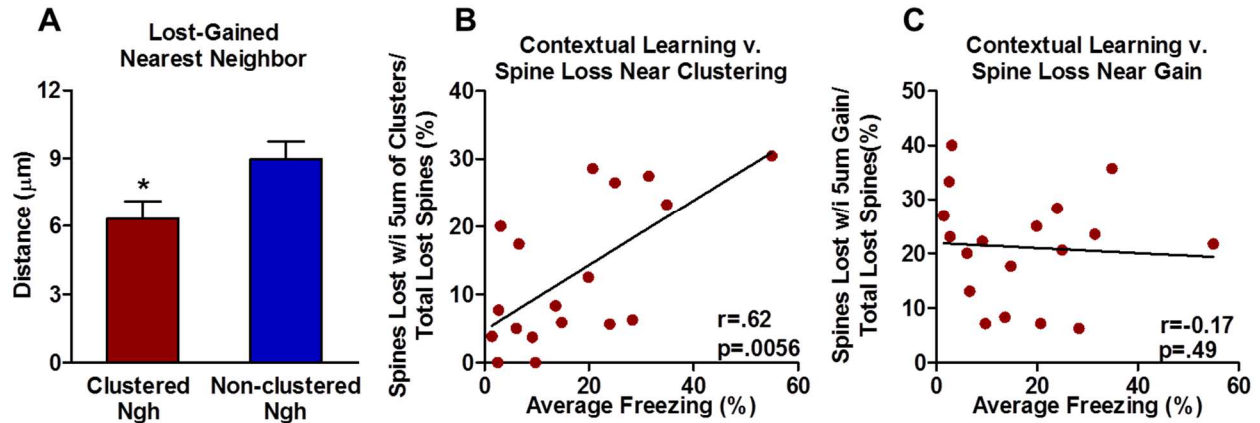 A
Lost-Gained
Nearest Neighbor
Distance (μm)
12
9
6
3
0
*
Clustered
Ngh
Non-clustered
Ngh
B
Contextual Learning v.
Spine Loss Near Clustering
Spines Lost w/i 5um of Clusters/
Total Lost Spines (%)
40
30
20
10
0
r=.62
p=.0056
0
20
40
60
Average Freezing (%)
C
Contextual Learning v.
Spine Loss Near Gain
Spines Lost w/i 5um Gain/
Total Lost Spines(%)
50
40
30
20
10
0
r=-0.17
p=.49
0
20
40
60
Average Freezing (%)